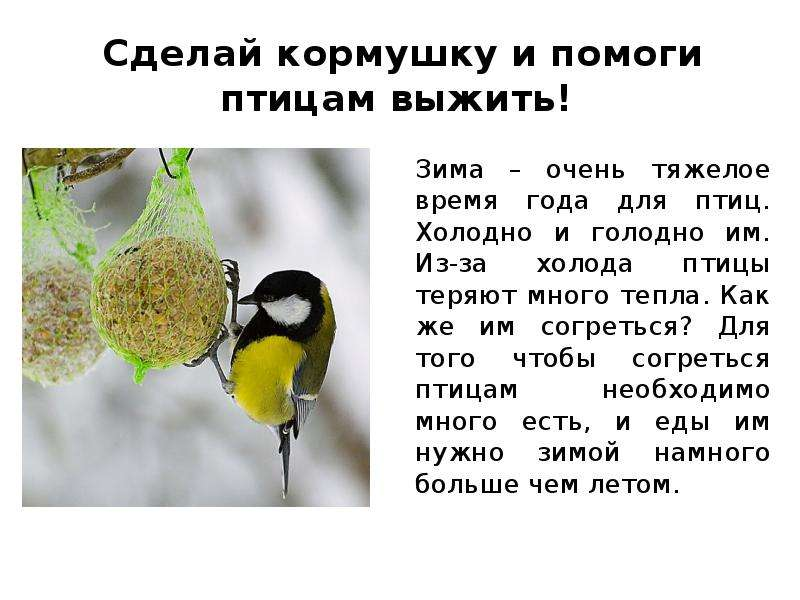 Сделай кормушку и помоги
птицам выжить!
Зима – очень тяжелое
время года для птиц.
Холодно и голодно им.
Из-за холода птицы
теряют много тепла. Как
же им согреться? Для
того чтобы согреться
птицам необходимо
много есть, и еды им
нужно зимой намного
больше чем летом.